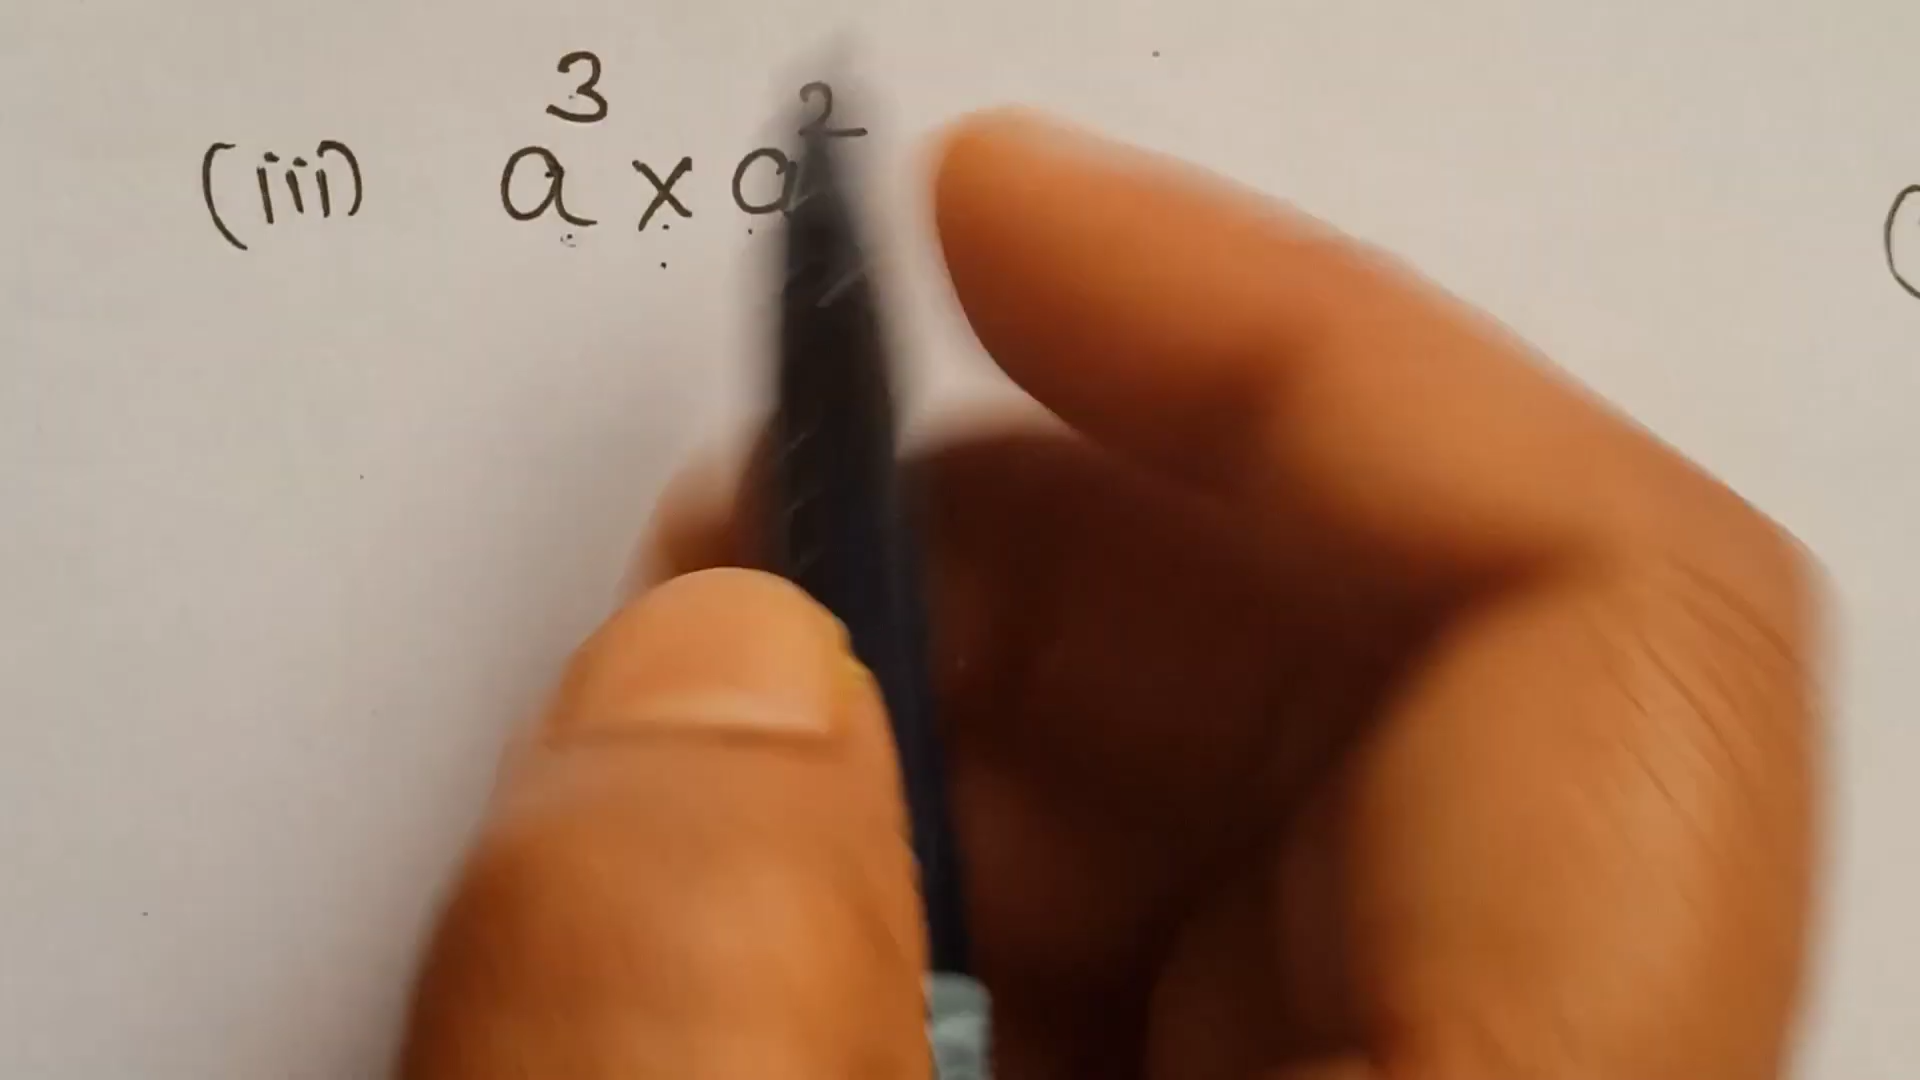 (iii) a³ x a²